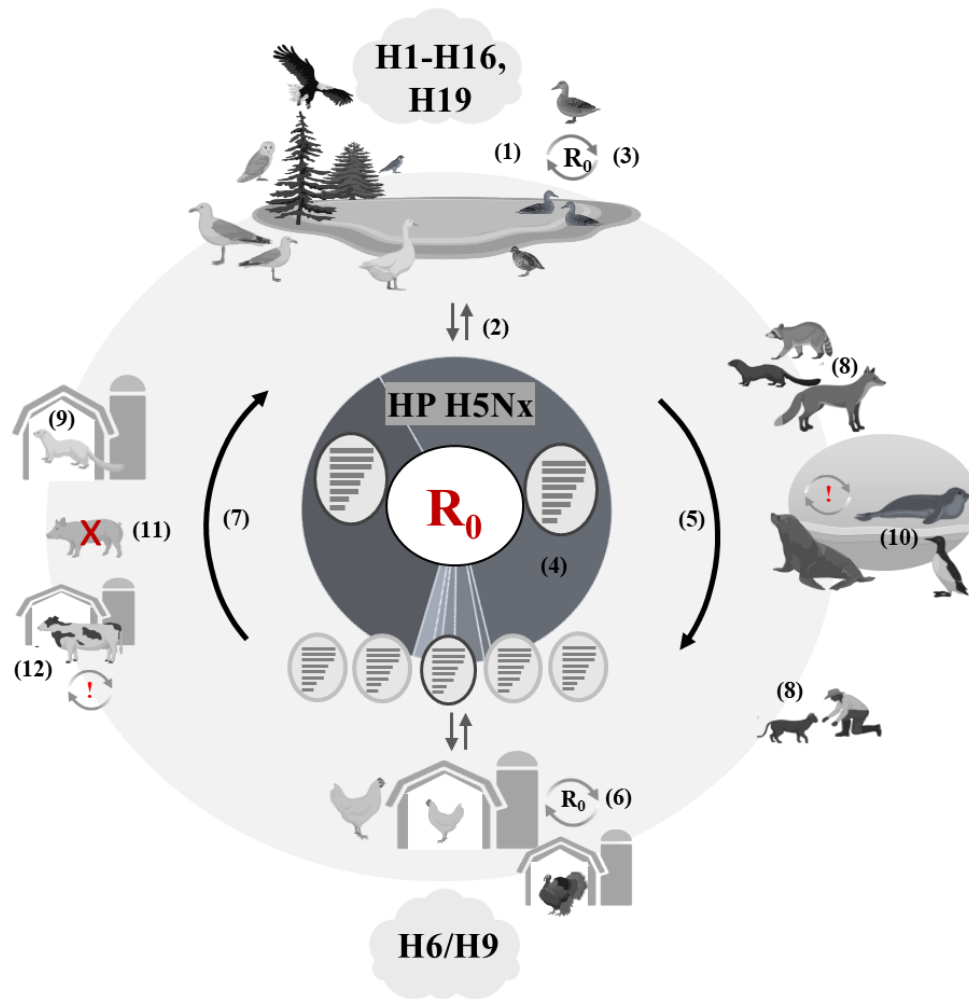 H1-H16,
H19
(1)
R0
(3)
(2)
(8)
HP H5Nx
(9)
!
R0
(7)
(5)
(10)
(11)
X
(4)
(12)
!
(8)
R0
(6)
H6/H9